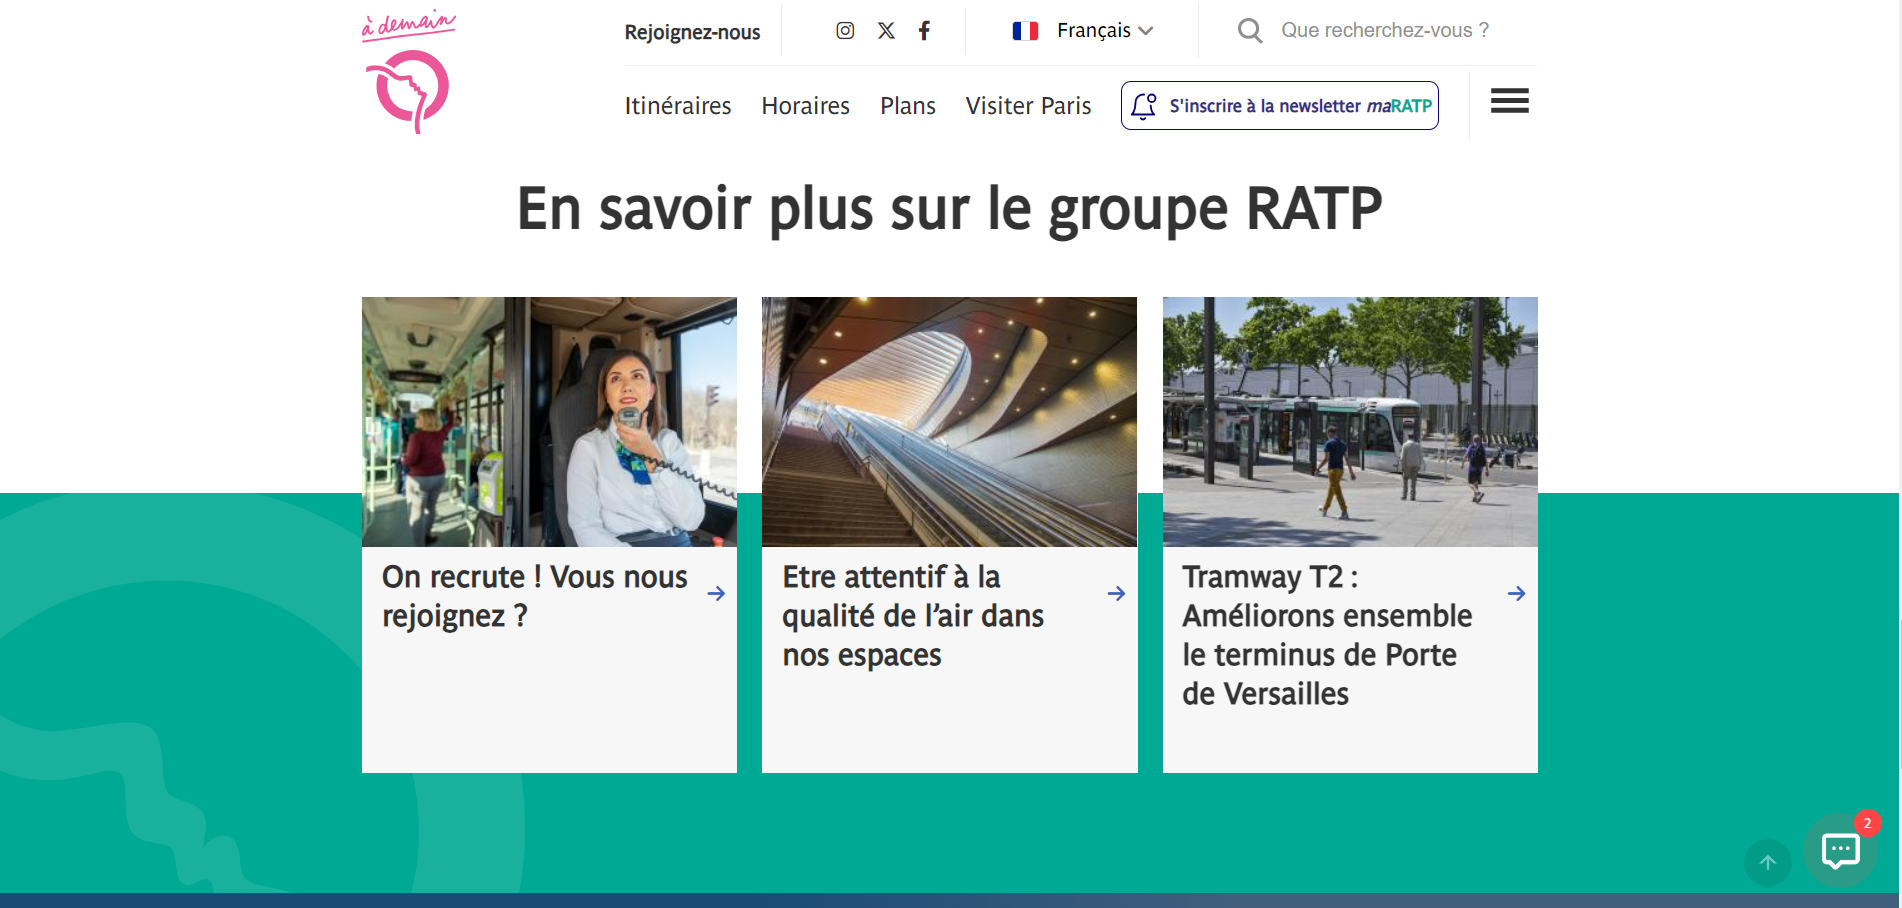 à demain
Rejoignez-nous
Français
Que recherchez-vous ?
Itinéraires
Horaires
Plans
Visiter Paris
S'inscrire à la newsletter maRATP
En savoir plus sur le groupe RATP
On recrute ! Vous nous
rejoignez ?
Etre attentif à la
qualité de l’air dans
nos espaces
Tramway T2 :
Améliorons ensemble
le terminus de Porte
de Versailles
2